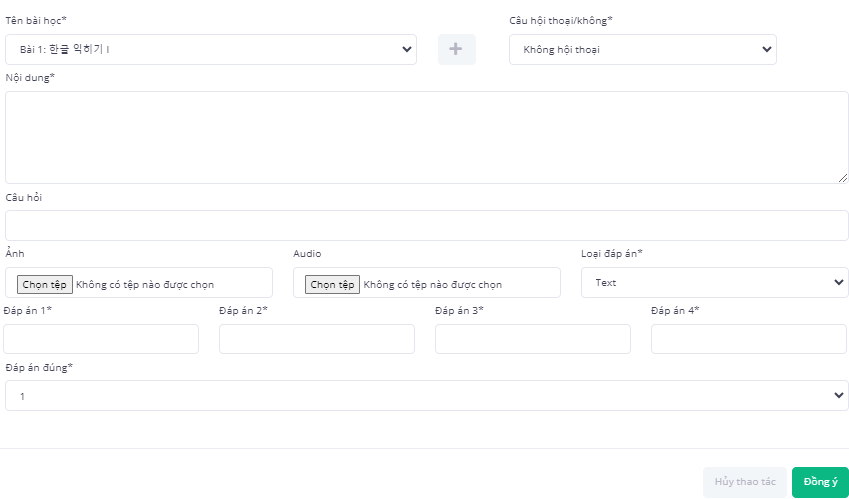 Tên bài học* Câu hội thoại/không*
Bài 1: 한글 익히기 I + Không hội thoại
Nội dung*
Câu hỏi
Ảnh Audio Loại đáp án*
Chọn tệp Không có tệp nào được chọn Chọn tệp Không có tệp nào được chọn Text
Đáp án 1* Đáp án 2* Đáp án 3* Đáp án 4*
Đáp án đúng*
1
Hủy thao tác Đồng ý